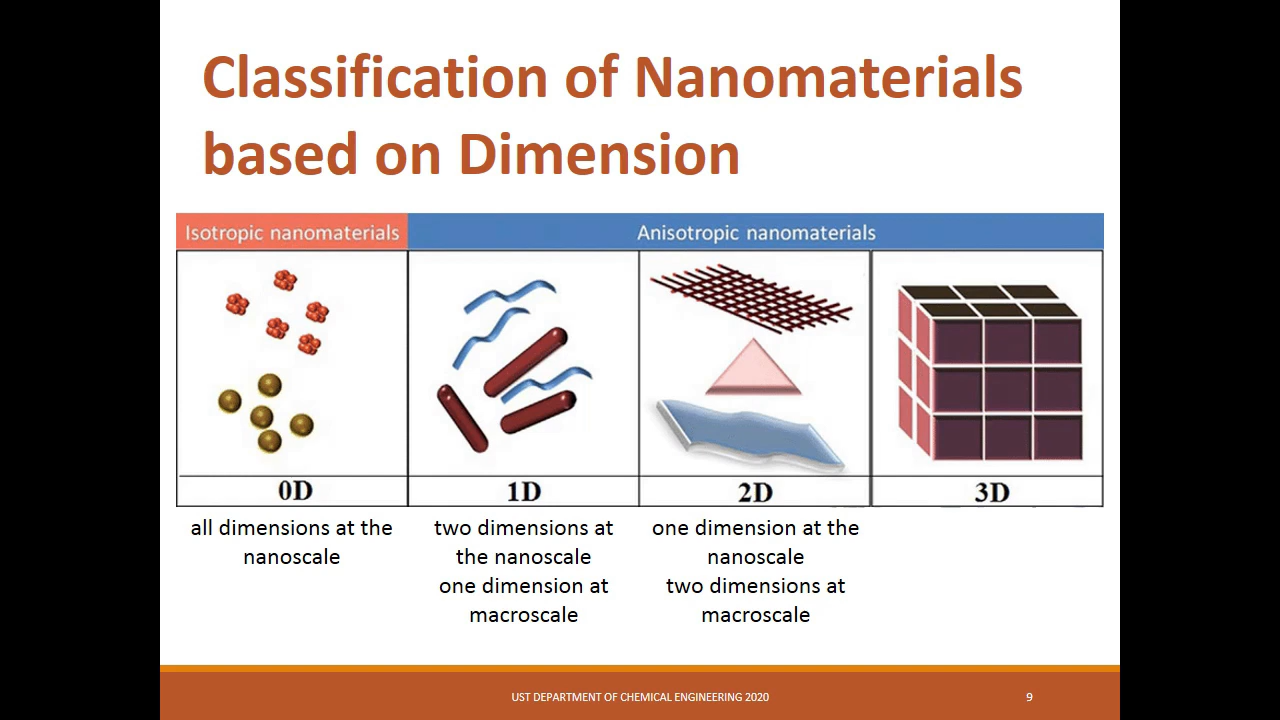 Classification of Nanomaterials
based on Dimension
Isotropic nanomaterials
Anisotropic nanomaterials
0D
1D
2D
3D
all dimensions at the
nanoscale
two dimensions at
the nanoscale
one dimension at
macroscale
one dimension at the
nanoscale
two dimensions at
macroscale
UST DEPARTMENT OF CHEMICAL ENGINEERING 2020
9